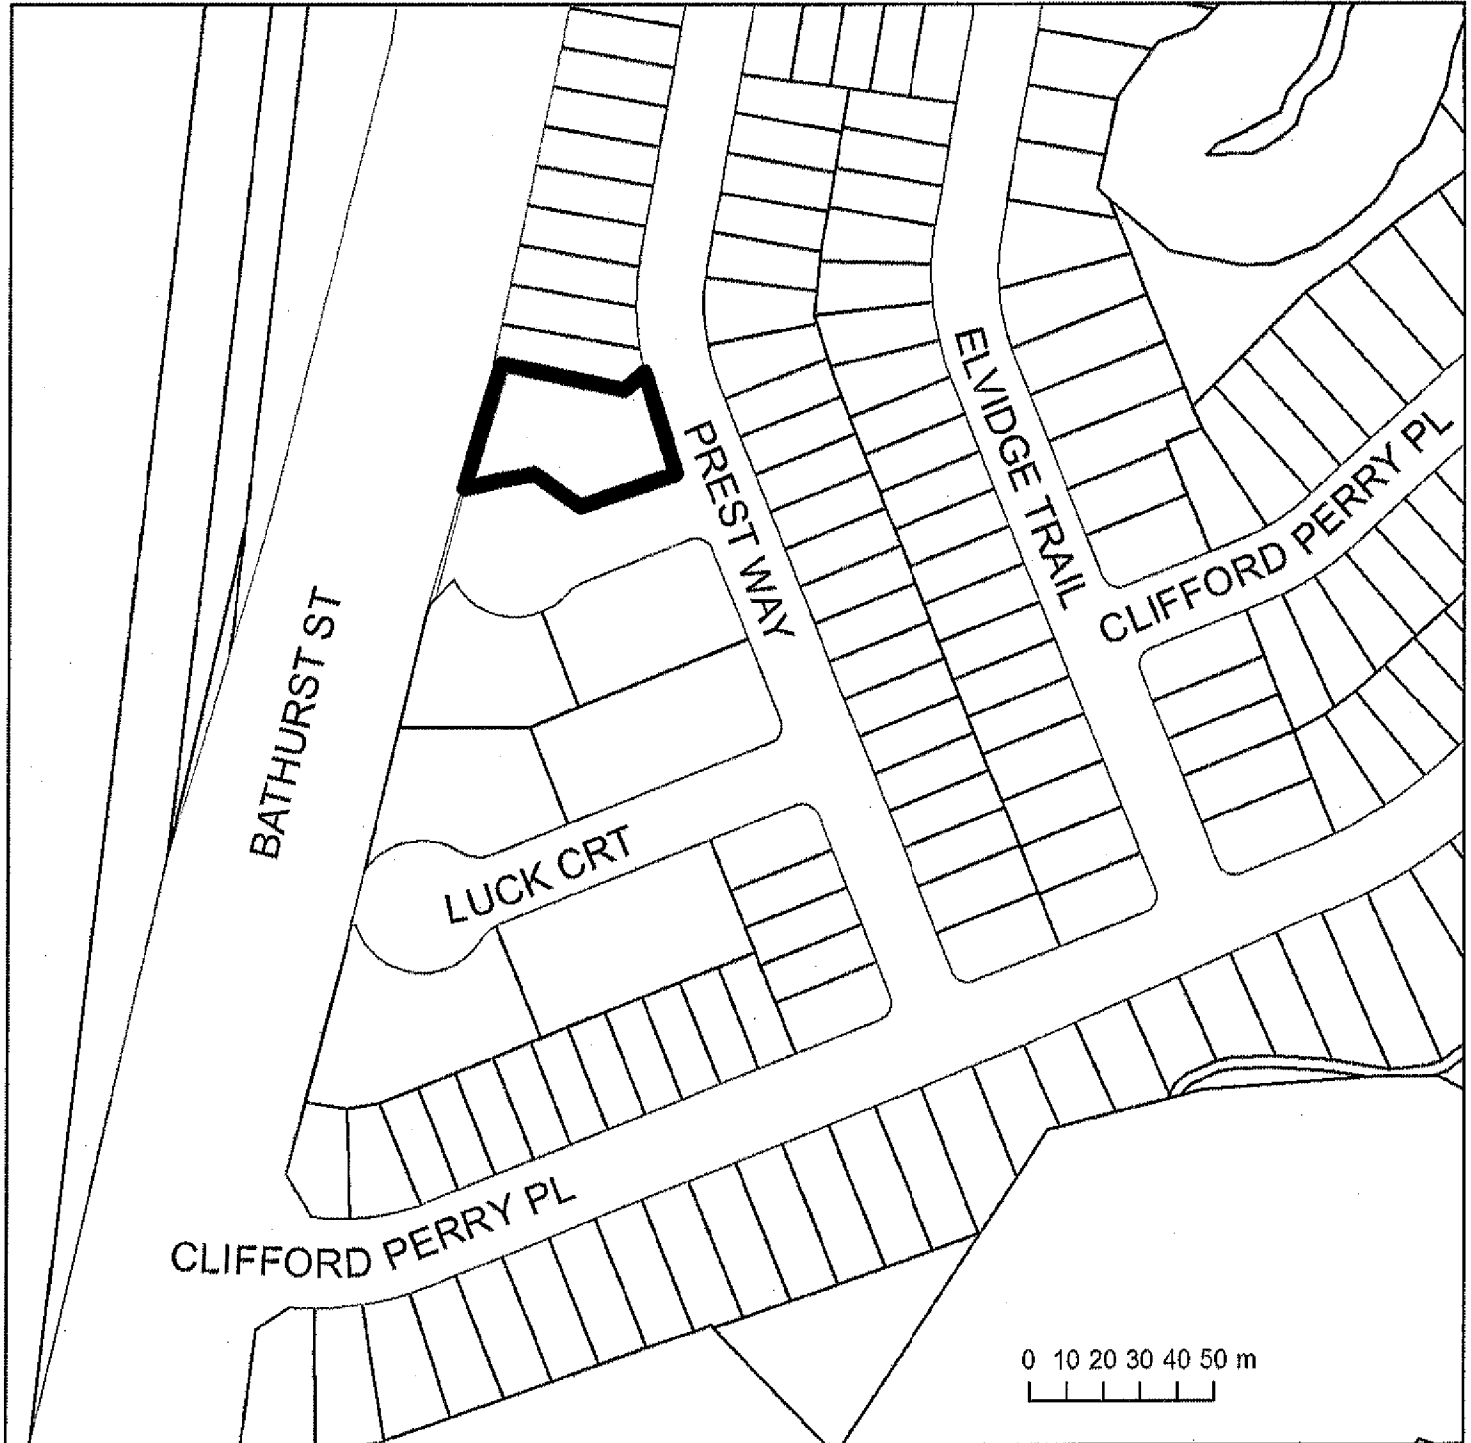 ELVIDGE TRAIL
PREST WAY
CLIFFORD PERRY PL
BATHURST ST
LUCK CRT
CLIFFORD PERRY PL
0 10 20 30 40 50 m